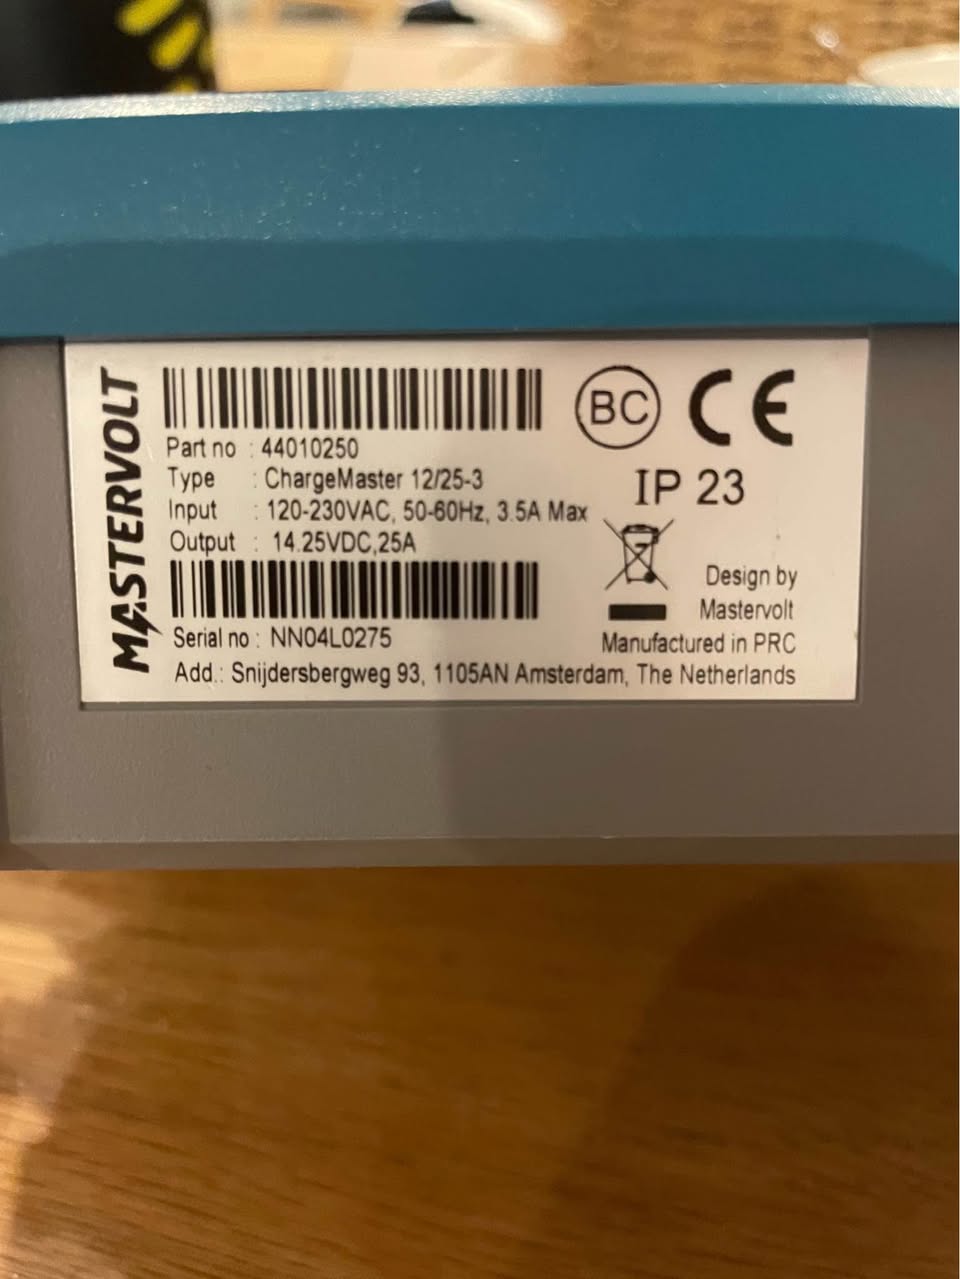 MASTERVOLT
Part no : 44010250
Type : ChargeMaster 12/25-3
Input : 120-230VAC, 50-60Hz, 3.5A Max
Output : 14.25VDC,25A
Serial no : NN04L0275
Add.: Snijdersbergweg 93, 1105AN Amsterdam, The Netherlands
BC CE
IP 23
Design by
Mastervolt
Manufactured in PRC